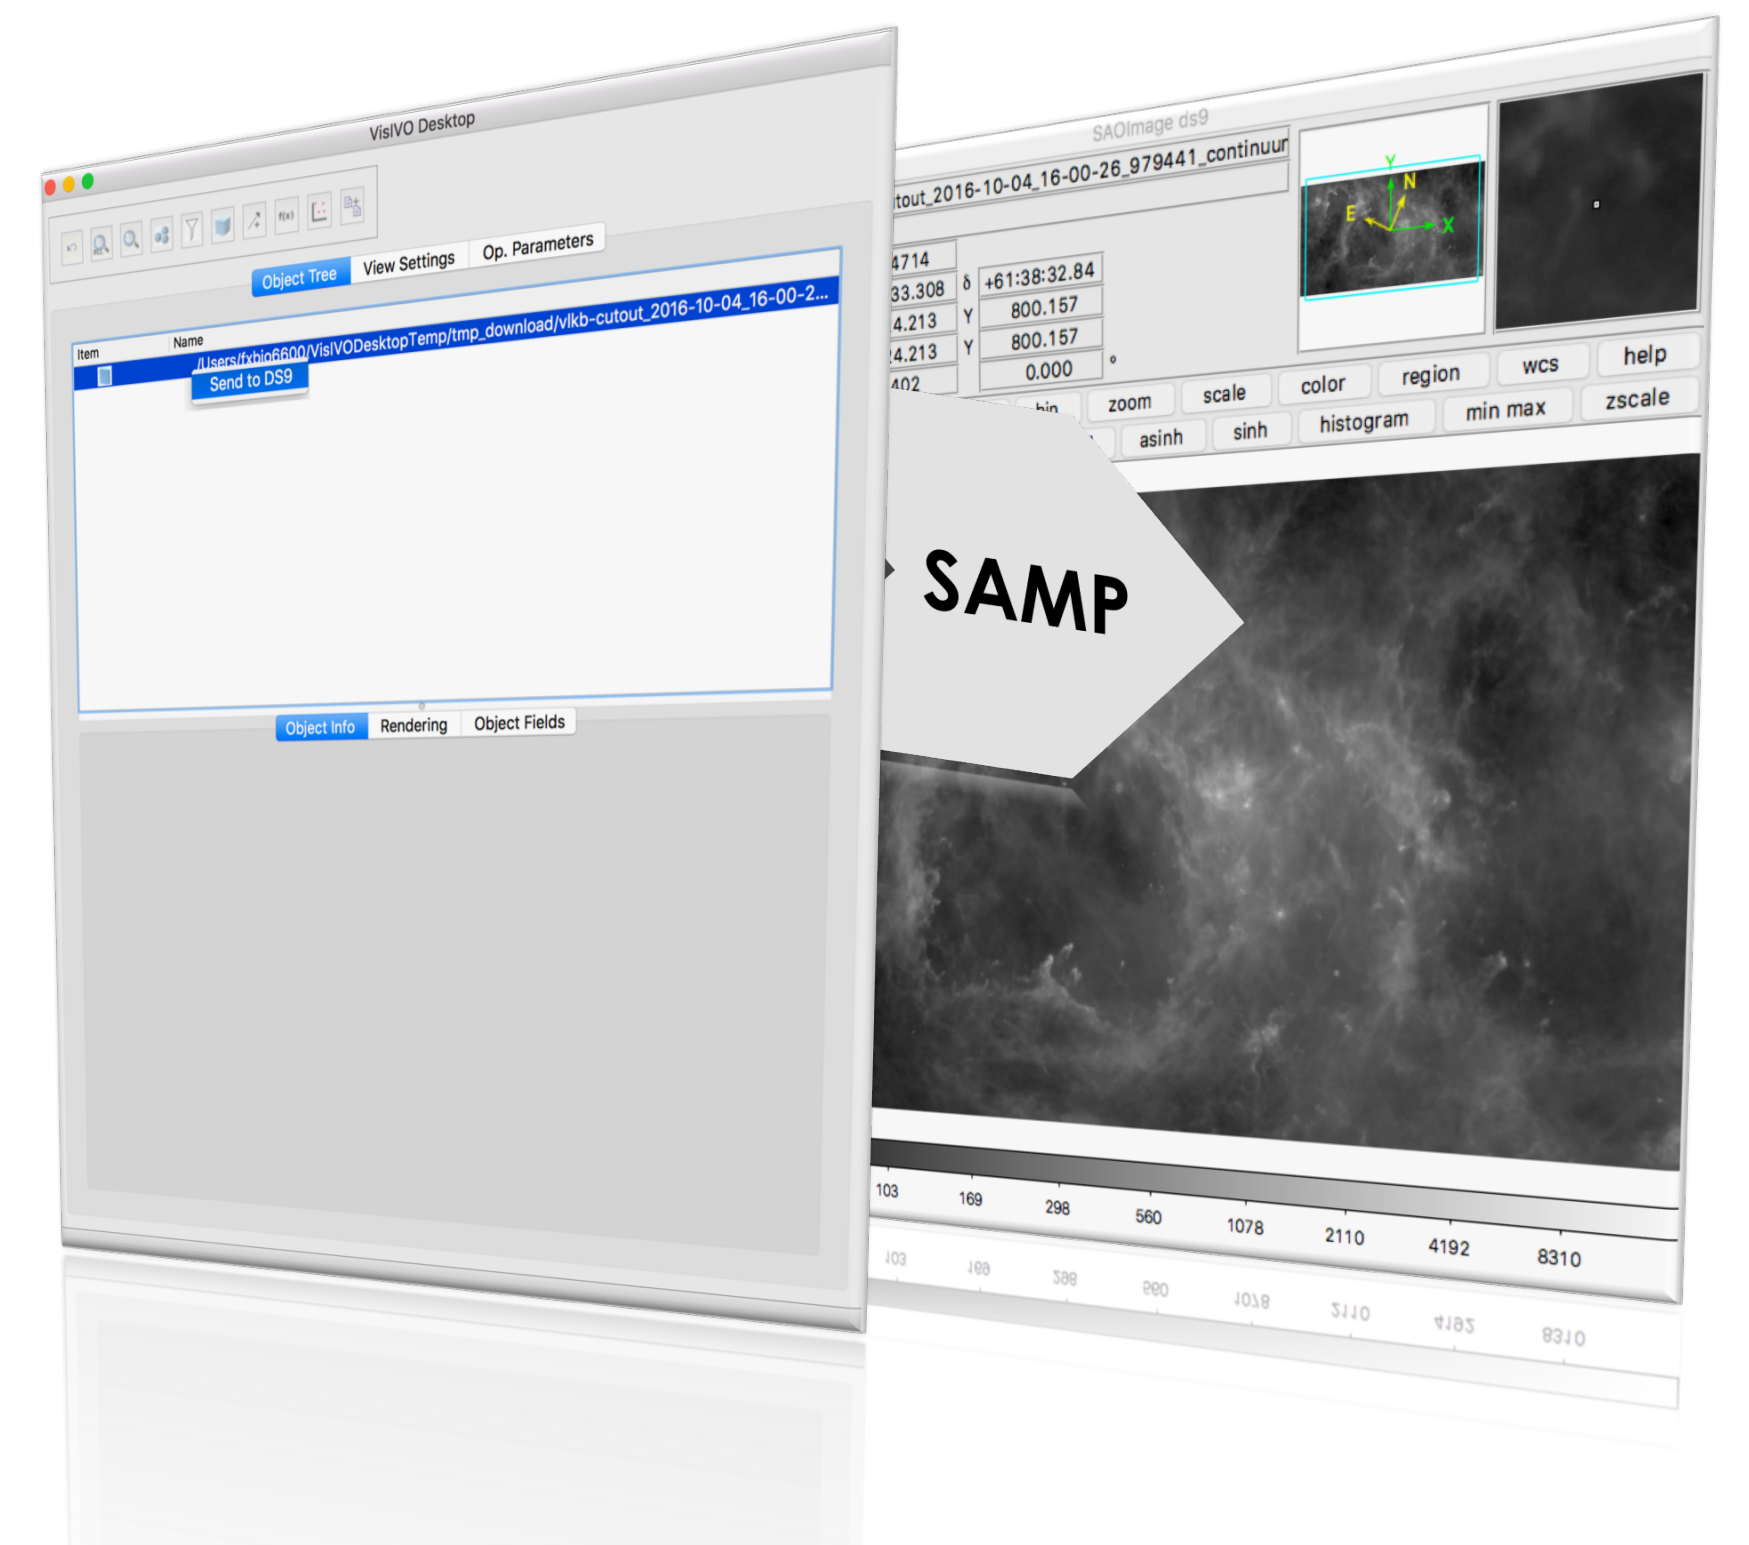 VisIVO Desktop
Object Tree
View Settings
Op. Parameters
Item
Name
/Users/fxbio6600/VisIVODesktopTemp/tmp_download/vlkb-cutout_2016-10-04_16-00-2...
Send to DS9
Object Info
Rendering
Object Fields
SAMP
SAOImage ds9
tout_2016-10-04_16-00-26_979441_continuur
4714
33.308 δ +61:38:32.84
4.213 Y 800.157
24.213 Y 800.157
402 0.000 °
Y
N
E
X
bin
zoom
scale
color
region
wcs
help
asinh
sinh
histogram
min max
zscale
103 169 298 560 1078 2110 4192 8310